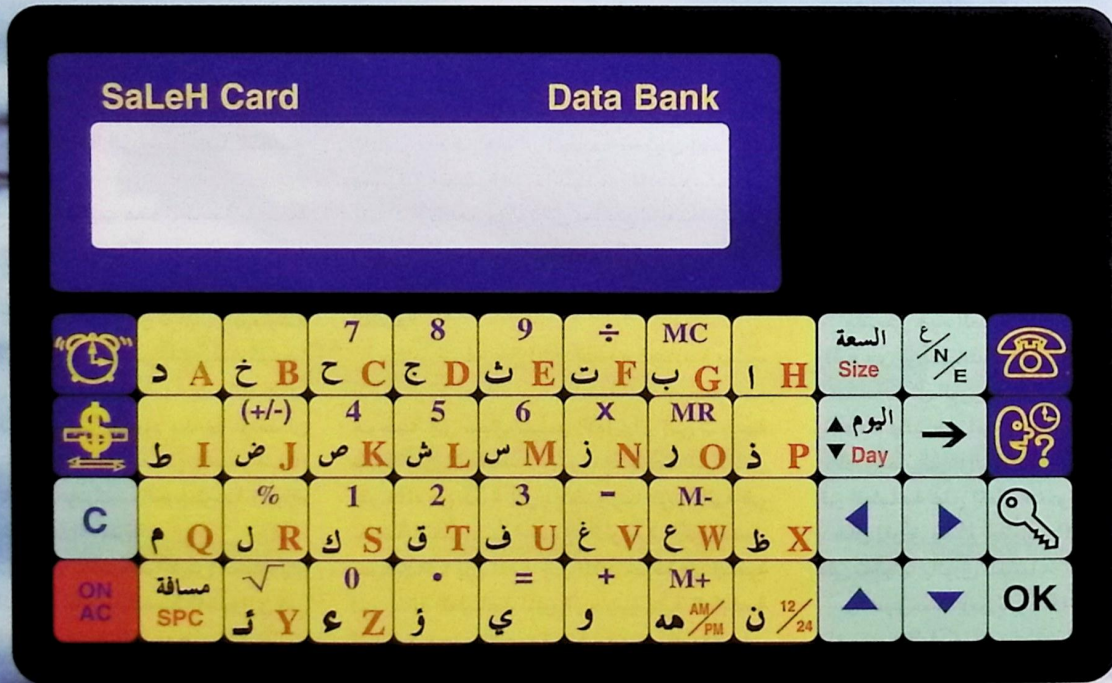 SaLeH Card Data Bank
7 8 9 ÷ MC السعة ع/N/E
د A خ B ح C ج D ث E ت F ب G ا H Size
(+/-) 4 5 6 X MR اليوم ▲ →
ط I ض J ص K ش L س M ز N ر O ذ P ▼ Day ?
C % 1 2 3 - M- ◀ ▶
م Q ل R ك S ق T ف U غ V ع W ظ X
ON مسافة √ 0 . = + M+ ▲ ▼ OK
AC SPC ئ Y ء Z ؤ ي و هه AM/PM ن 12/24